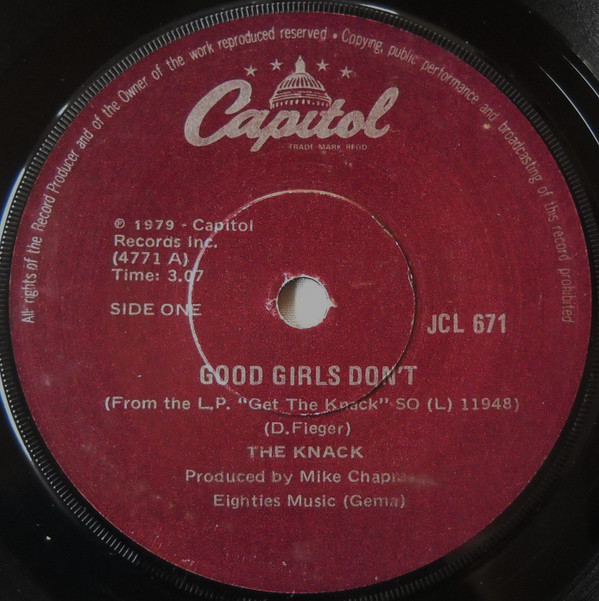 All rights of the Record Producer and of the Owner of the work reproduced reserved • Copying, public performance and broadcasting of this record prohibited
Capitol
TRADE MARK REGD
℗ 1979 - Capitol
Records Inc.
(4771 A)
Time: 3.07
SIDE ONE
JCL 671
GOOD GIRLS DON'T
(From the L.P. "Get The Knack" SO (L) 11948)
(D.Fieger)
THE KNACK
Produced by Mike
Eighties Music (Gema)